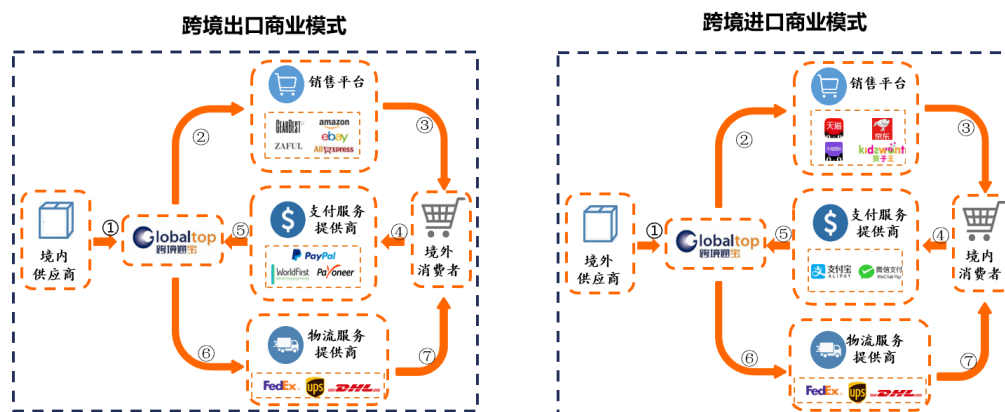 跨境出口商业模式
销售平台
②
③
GEARBEST
amazon
ebay
ZAFUL
AliExpress
境内
供应商
①
Globaltop
跨境通宝
⑤
支付服务
提供商
④
PayPal
WorldFirst
Payoneer
境外
消费者
⑥
物流服务
提供商
⑦
FedEx
ups
DHL
跨境进口商业模式
销售平台
②
③
天猫
京东
kidswant
孩子王
境外
供应商
①
Globaltop
跨境通宝
⑤
支付服务
提供商
④
支付宝
ALIPAY
微信支付
WeChat Pay
境内
消费者
⑥
物流服务
提供商
⑦
FedEx
ups
DHL